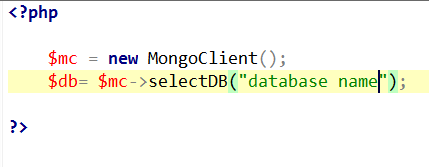 <?php
$mc = new MongoClient();
$db= $mc->selectDB("database name");
?>